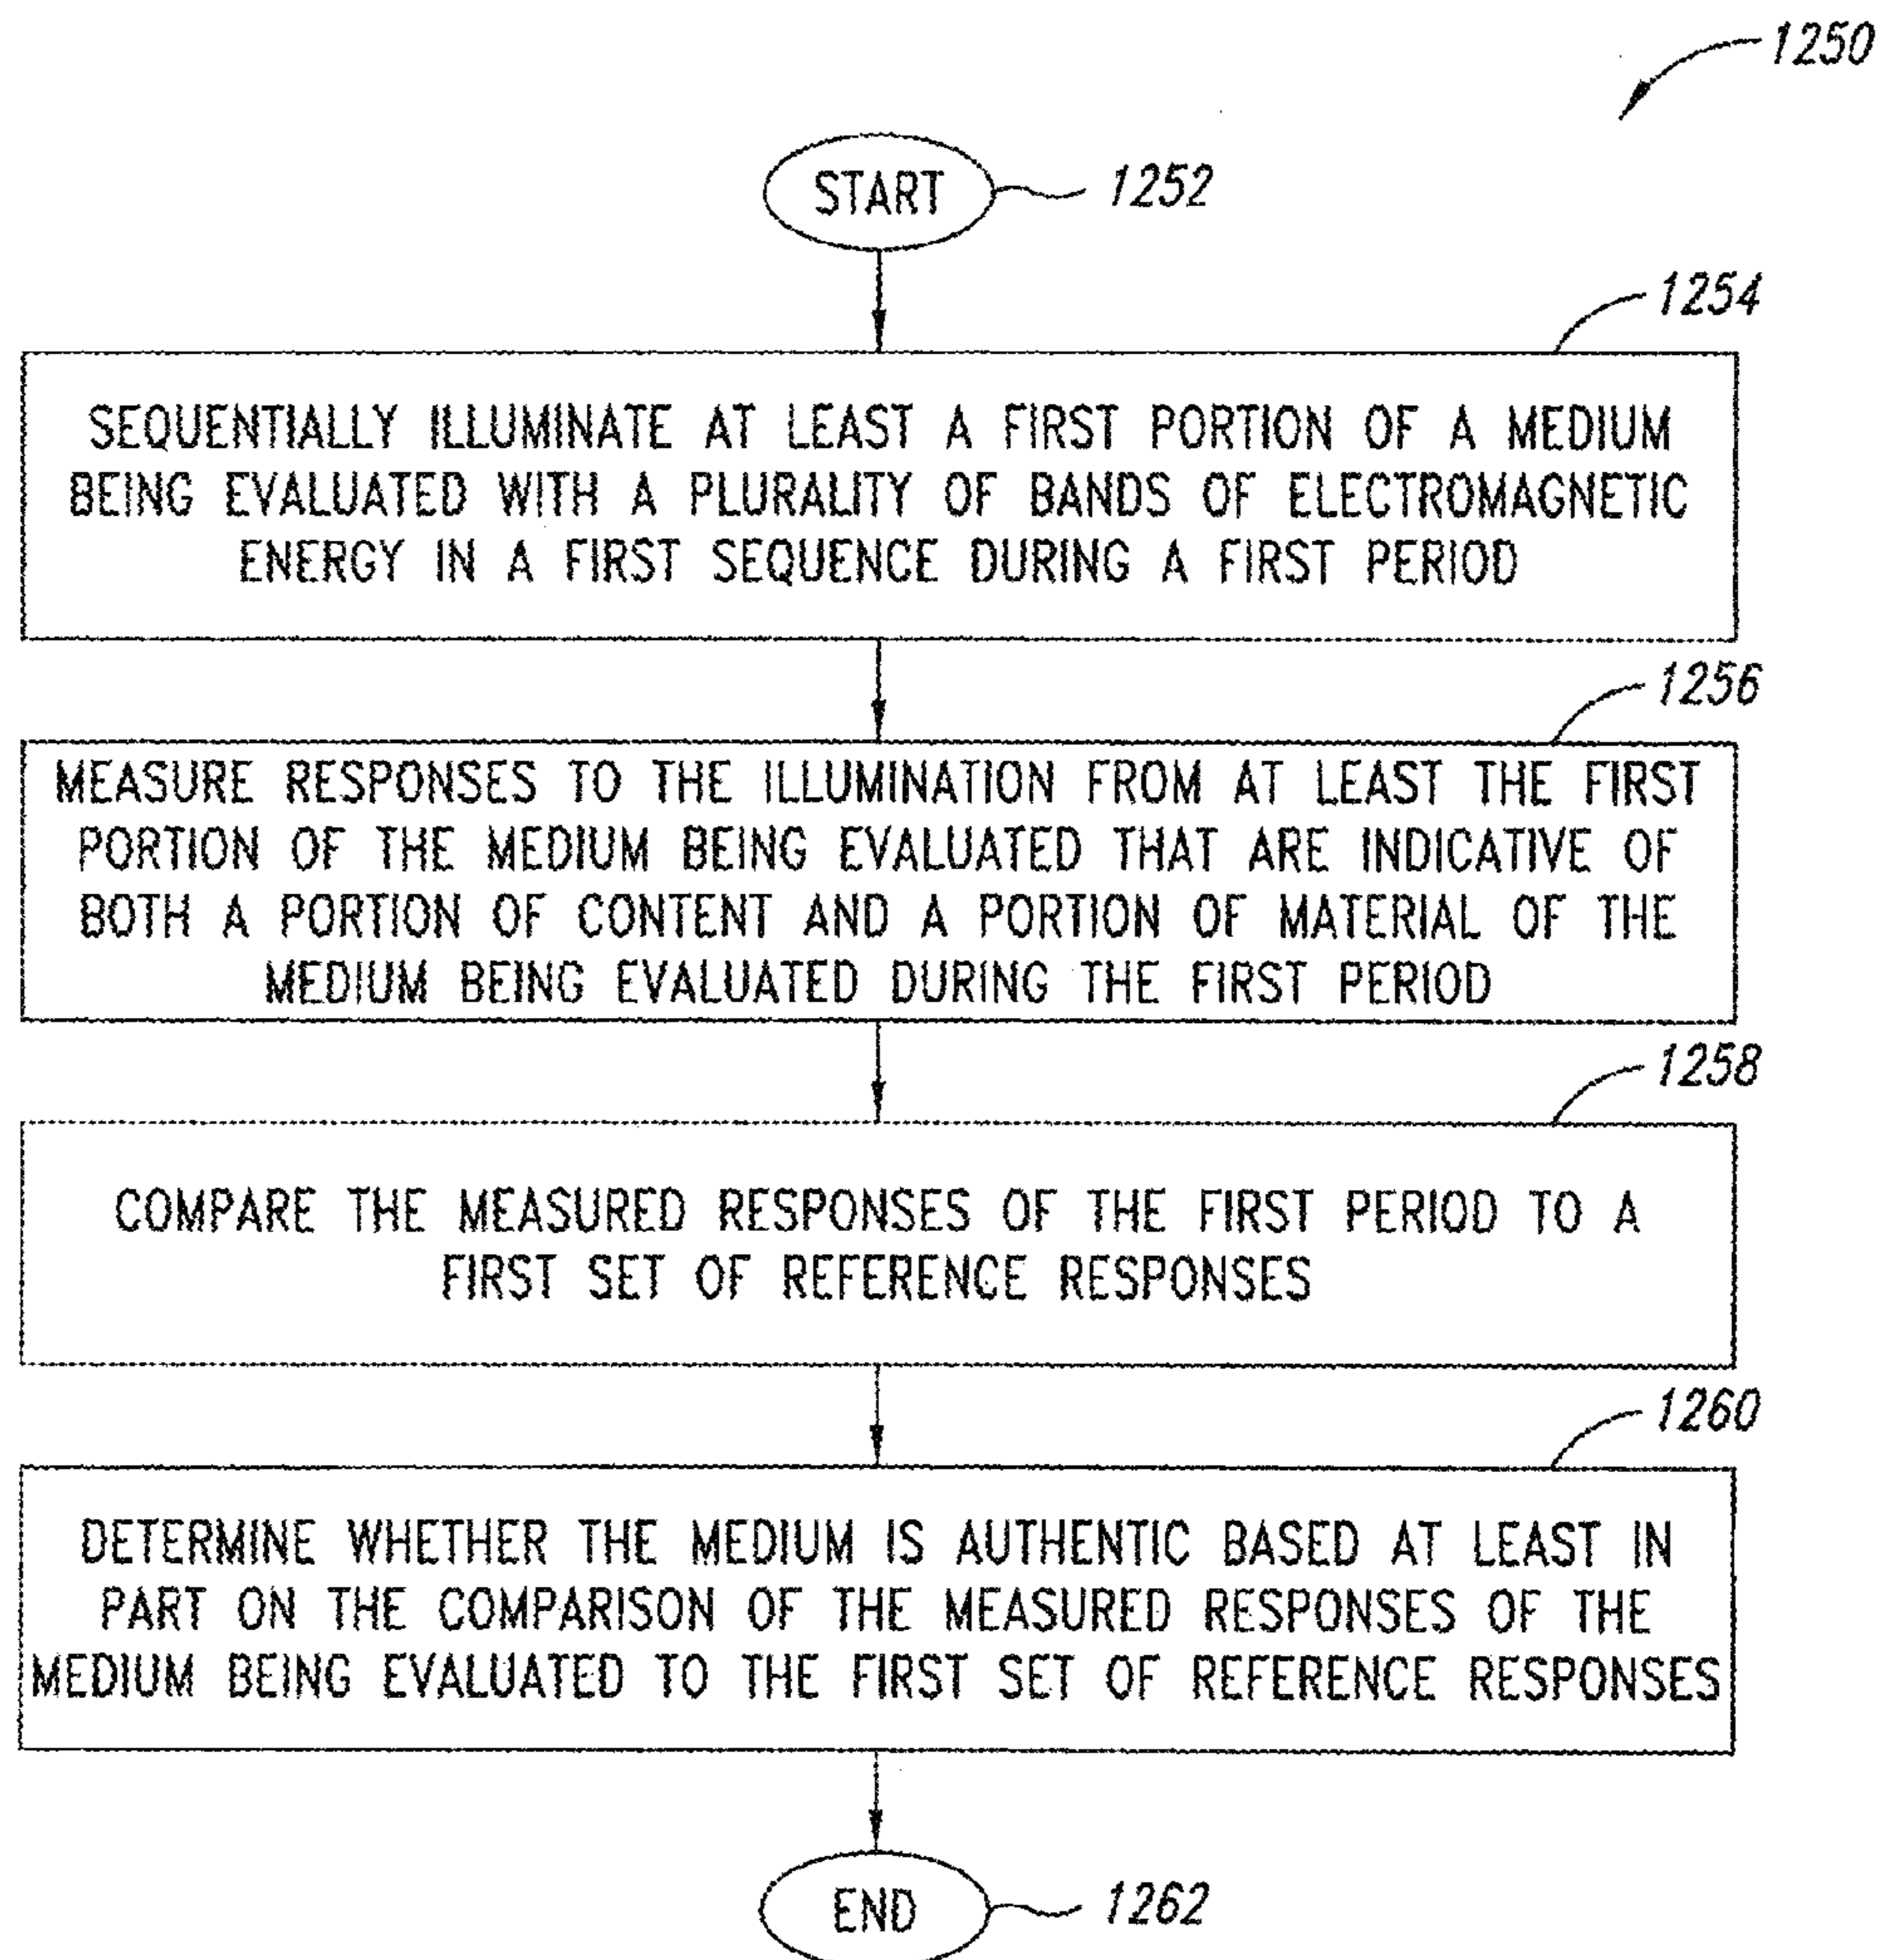 1250
START
1252
1254
SEQUENTIALLY ILLUMINATE AT LEAST A FIRST PORTION OF A MEDIUM
BEING EVALUATED WITH A PLURALITY OF BANDS OF ELECTROMAGNETIC
ENERGY IN A FIRST SEQUENCE DURING A FIRST PERIOD
1256
MEASURE RESPONSES TO THE ILLUMINATION FROM AT LEAST THE FIRST
PORTION OF THE MEDIUM BEING EVALUATED THAT ARE INDICATIVE OF
BOTH A PORTION OF CONTENT AND A PORTION OF MATERIAL OF THE
MEDIUM BEING EVALUATED DURING THE FIRST PERIOD
1258
COMPARE THE MEASURED RESPONSES OF THE FIRST PERIOD TO A
FIRST SET OF REFERENCE RESPONSES
1260
DETERMINE WHETHER THE MEDIUM IS AUTHENTIC BASED AT LEAST IN
PART ON THE COMPARISON OF THE MEASURED RESPONSES OF THE
MEDIUM BEING EVALUATED TO THE FIRST SET OF REFERENCE RESPONSES
END
1262